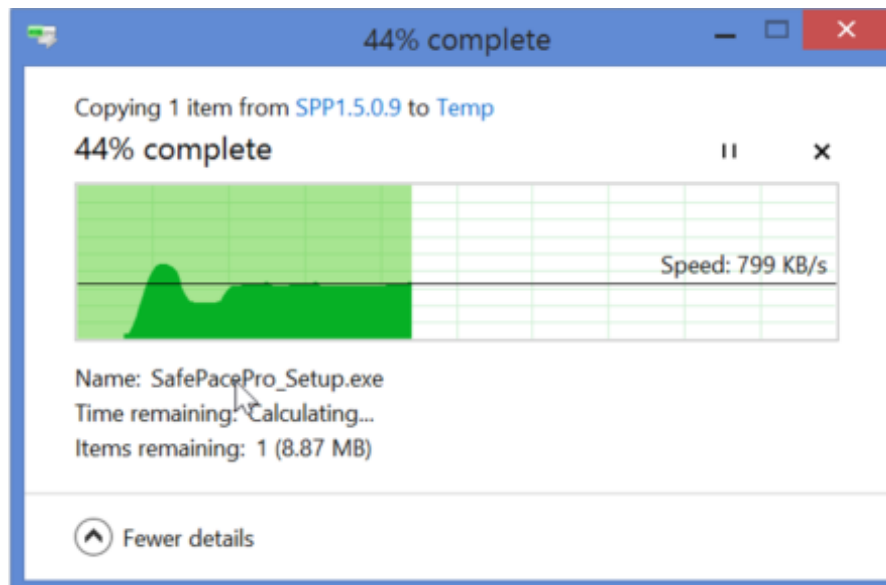 44% complete
Copying 1 item from SPP1.5.0.9 to Temp
44% complete
Speed: 799 KB/s
Name: SafePacePro_Setup.exe
Time remaining: Calculating...
Items remaining: 1 (8.87 MB)
Fewer details